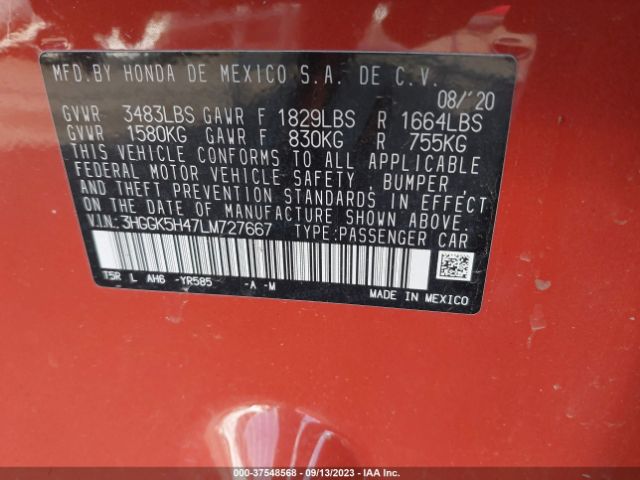 MFD.BY HONDA DE MEXICO S.A. DE C.V.
08/'20
GVWR 3483LBS GAWR F 1829LBS R 1664LBS
GVWR 1580KG GAWR F 830KG R 755KG
THIS VEHICLE CONFORMS TO ALL APPLICABLE
FEDERAL MOTOR VEHICLE SAFETY , BUMPER ,
AND THEFT PREVENTION STANDARDS IN EFFECT
ON THE DATE OF MANUFACTURE SHOWN ABOVE.
V.I.N.:3HGGK5H47LM727667 TYPE:PASSENGER CAR
T5R L AH6 -YR585 -A -M
MADE IN MEXICO
000-37548568 - 09/13/2023 - IAA Inc.